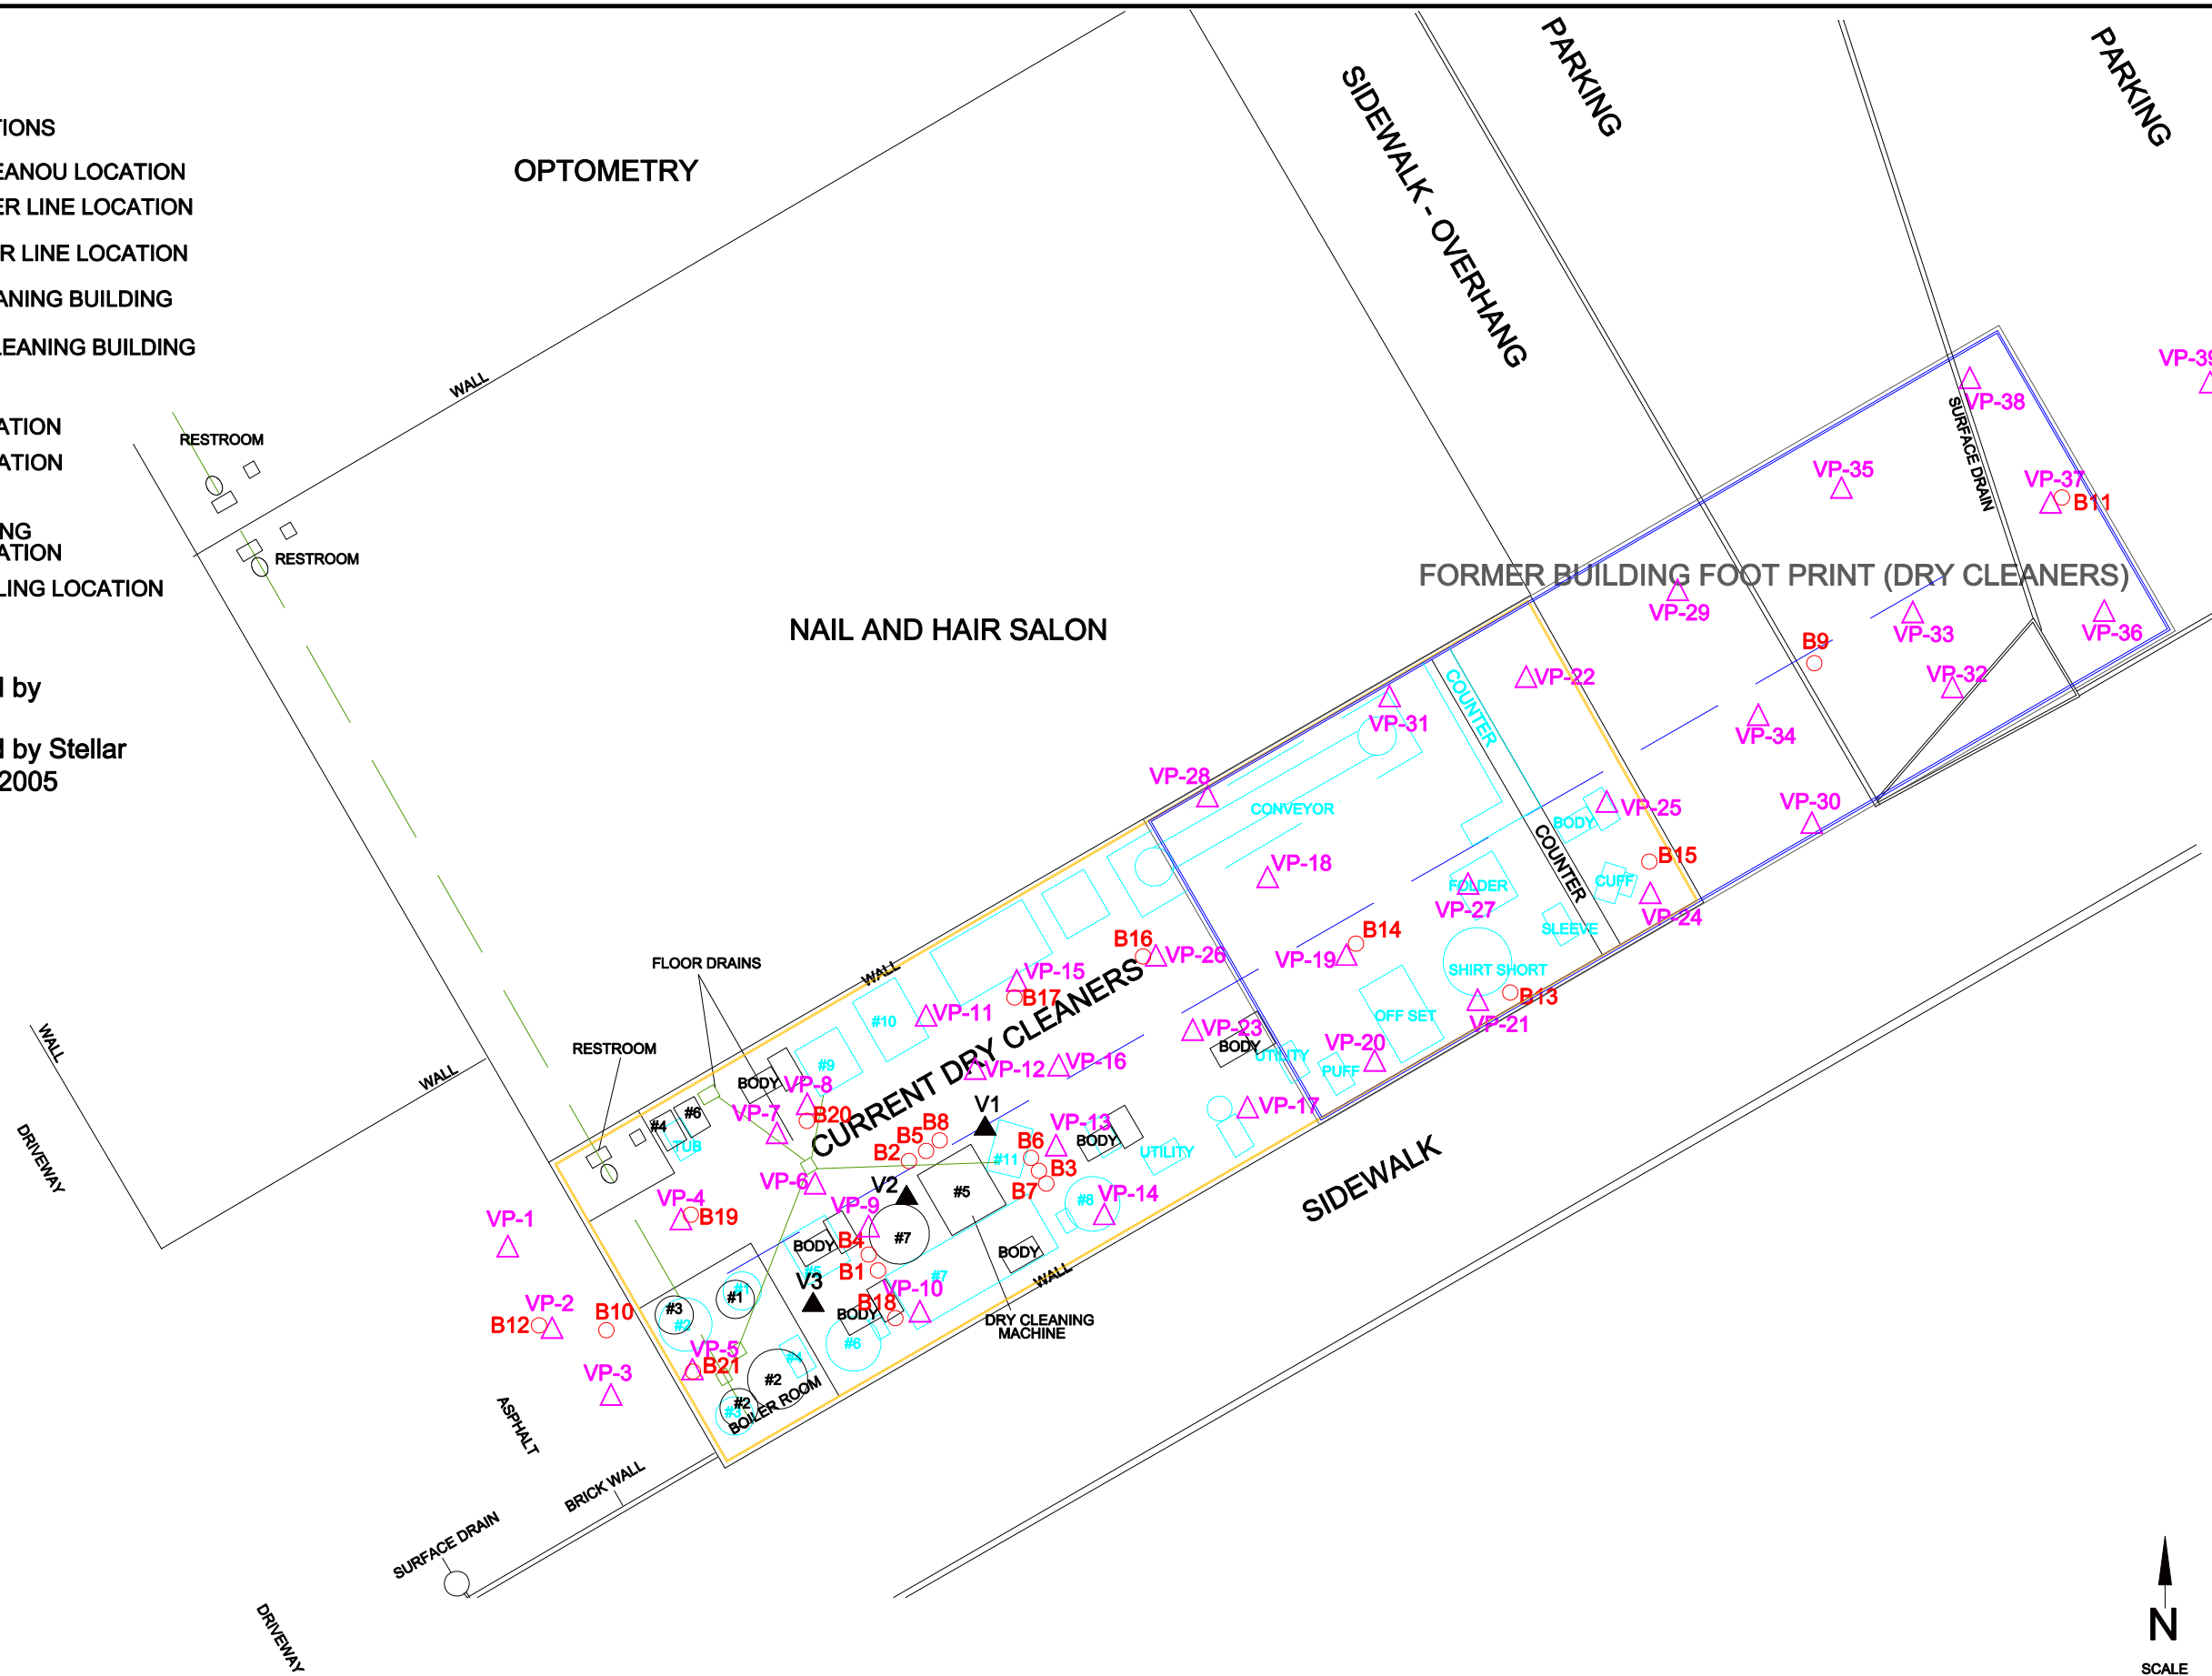 TIONS
EANOU LOCATION
ER LINE LOCATION
R LINE LOCATION
ANING BUILDING
LEANING BUILDING
ATION
ATION
NG
ATION
LING LOCATION
d by
d by Stellar
2005
OPTOMETRY
WALL
RESTROOM
RESTROOM
NAIL AND HAIR SALON
SIDEWALK - OVERHANG
PARKING
PARKING
SURFACE DRAIN
VP-39
VP-38
VP-35
VP-37
B11
FORMER BUILDING FOOT PRINT (DRY CLEANERS)
VP-29
VP-33
VP-36
B9
VP-32
VP-34
VP-30
VP-22
VP-31
COUNTER
COUNTER
VP-28
CONVEYOR
VP-25
BODY
B15
VP-18
FOLDER
CUFF
VP-27
VP-24
SLEEVE
B14
VP-19
SHIRT SHORT
B13
VP-21
OFF SET
VP-20
PUFF
UTILITY
BODY
B16
VP-26
VP-23
VP-17
FLOOR DRAINS
WALL
VP-15
B17
VP-11
#10
CURRENT DRY CLEANERS
VP-12
VP-16
RESTROOM
#9
BODY
VP-8
VP-7
B20
#6
#4
TUB
V1
B8
B5
B2
#11
B6
VP-13
BODY
B3
B7
UTILITY
VP-6
V2
#5
VP-9
#8
VP-14
VP-4
B19
BODY
#5
B4
#7
BODY
B1
#7
WALL
V3
VP-10
B18
BODY
DRY CLEANING
MACHINE
#1
#1
#3
#2
#6
VP-1
VP-2
B12
B10
VP-3
VP-5
B21
#4
#2
#2
#3
BOILER ROOM
WALL
WALL
DRIVEWAY
ASPHALT
BRICK WALL
SURFACE DRAIN
DRIVEWAY
SIDEWALK
N
SCALE